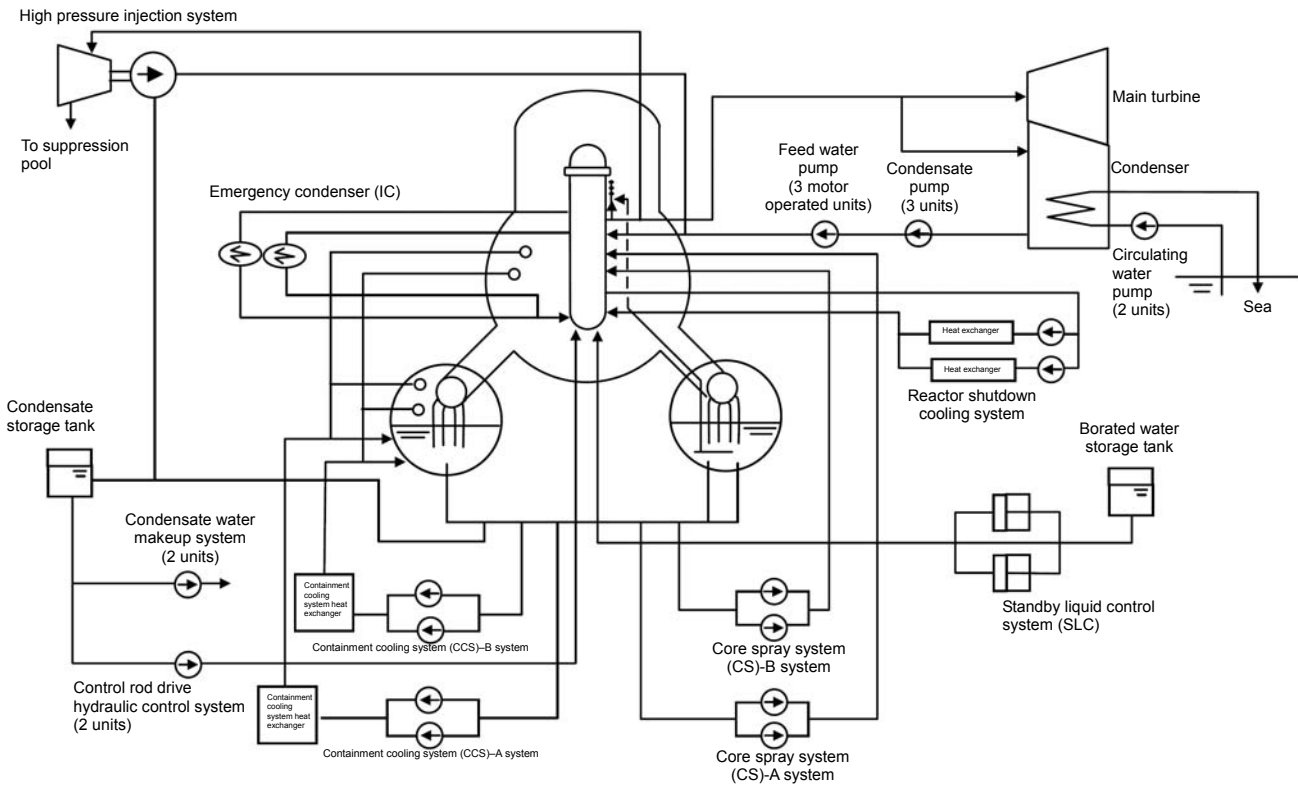 High pressure injection system
To suppression
pool
Emergency condenser (IC)
Feed water
pump
(3 motor
operated units)
Condensate
pump
(3 units)
Main turbine
Condenser
Circulating
water
pump
(2 units)
Sea
Heat exchanger
Heat exchanger
Reactor shutdown
cooling system
Condensate
storage tank
Borated water
storage tank
Condensate water
makeup system
(2 units)
Containment
cooling
system heat
exchanger
Containment cooling system (CCS)–B system
Core spray system
(CS)-B system
Standby liquid control
system (SLC)
Control rod drive
hydraulic control system
(2 units)
Containment
cooling
system heat
exchanger
Containment cooling system (CCS)–A system
Core spray system
(CS)-A system